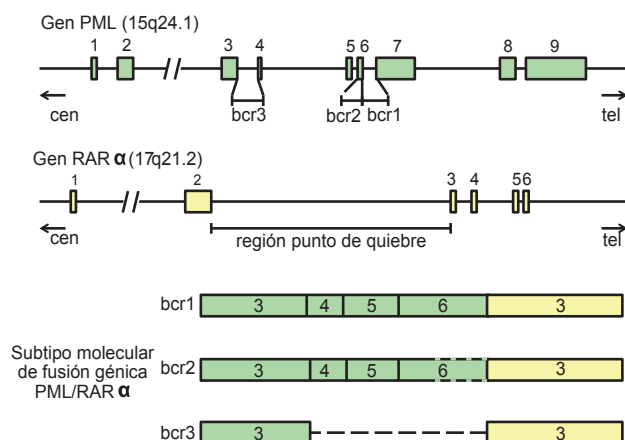 Gen PML (15q24.1)
1 2 3 4 5 6 7 8 9
cen bcr3 bcr2 bcr1 tel
Gen RAR α (17q21.2)
1 2 3 4 5 6
cen región punto de quiebre tel
bcr1 3 4 5 6 3
Subtipo molecular
de fusión génica
PML/RAR α
bcr2 3 4 5 6 3
bcr3 3 3